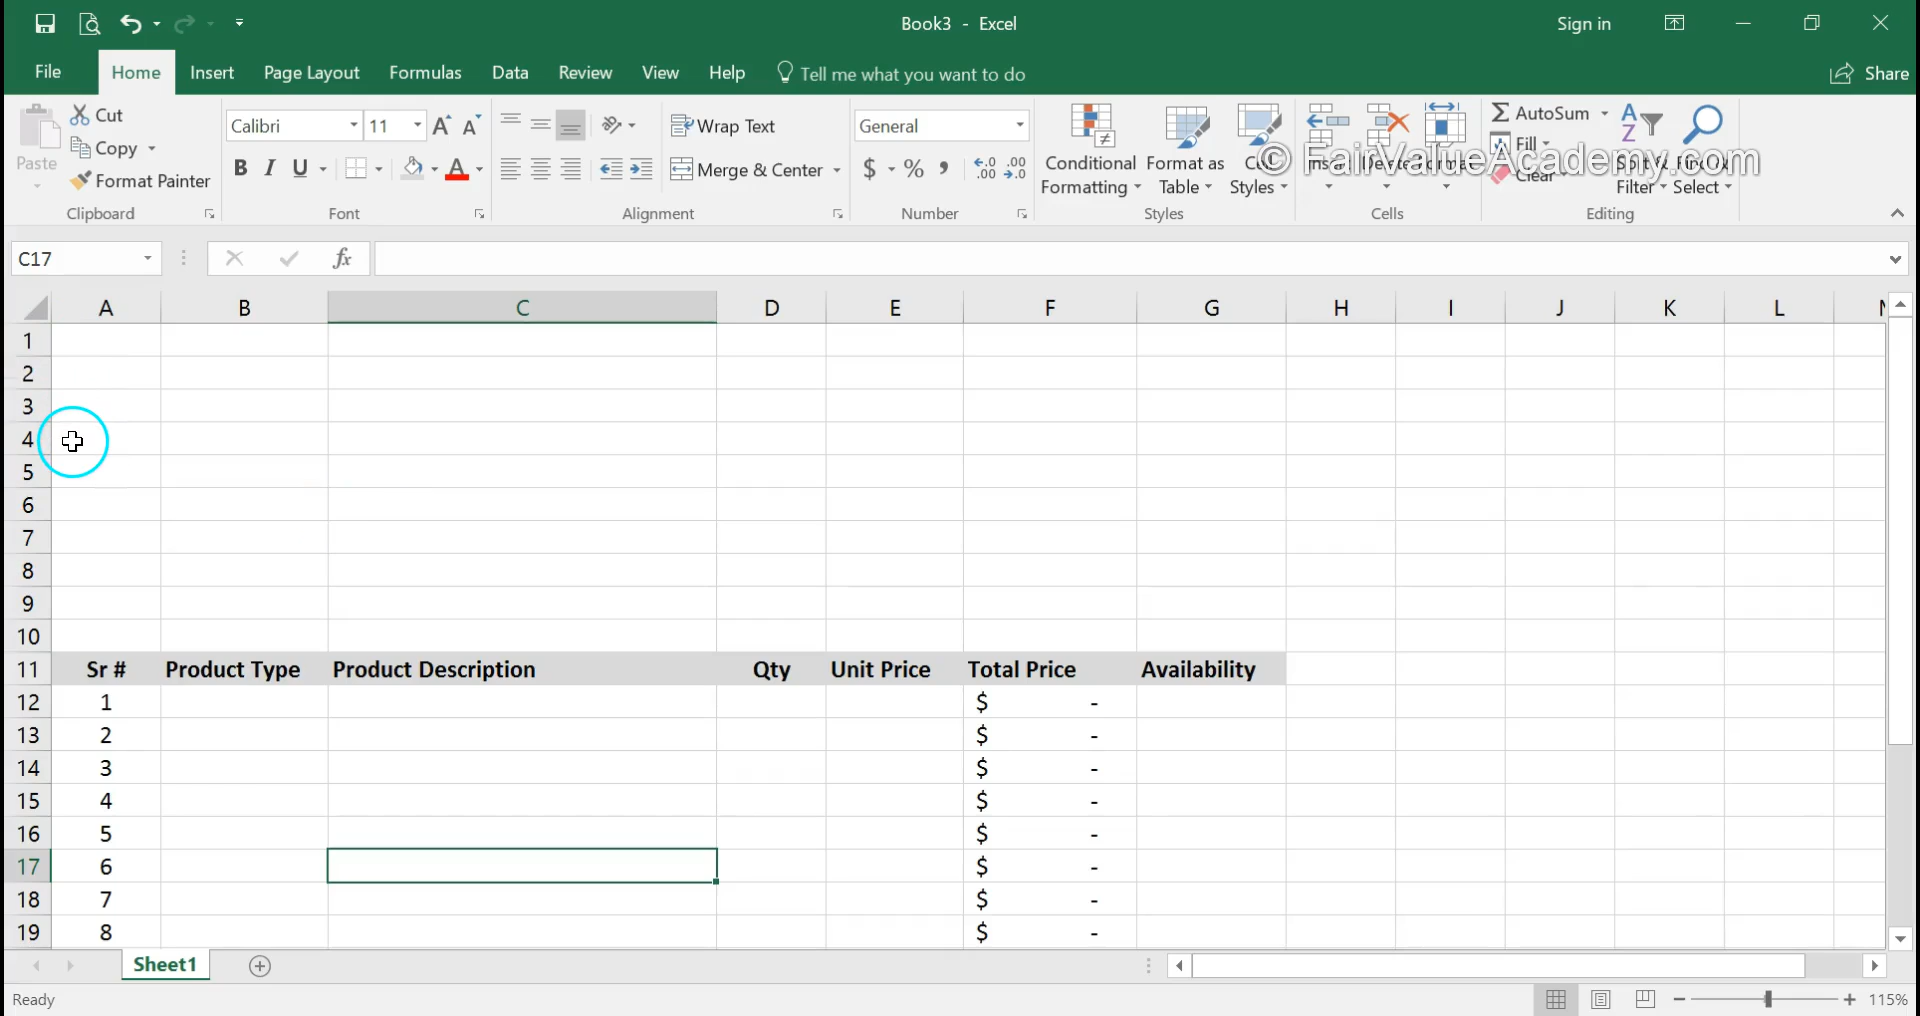 Book3 - Excel
Sign in
File Home Insert Page Layout Formulas Data Review View Help Tell me what you want to do Share
Paste
Cut
Copy
Format Painter
Clipboard
Calibri 11
B I U A
Font
Wrap Text
Merge & Center
Alignment
General
$ % , .00
Number
Conditional Formatting
Format as Table
Cell Styles
Styles
Insert Delete Format
Cells
AutoSum
Fill
Clear
Sort & Filter
Find & Select
Editing
© FairValueAcademy.com
C17 fx
A B C D E F G H I J K L
1
2
3
4
5
6
7
8
9
10
11 Sr # Product Type Product Description Qty Unit Price Total Price Availability
12 1 $ -
13 2 $ -
14 3 $ -
15 4 $ -
16 5 $ -
17 6 $ -
18 7 $ -
19 8 $ -
Sheet1
Ready 115%